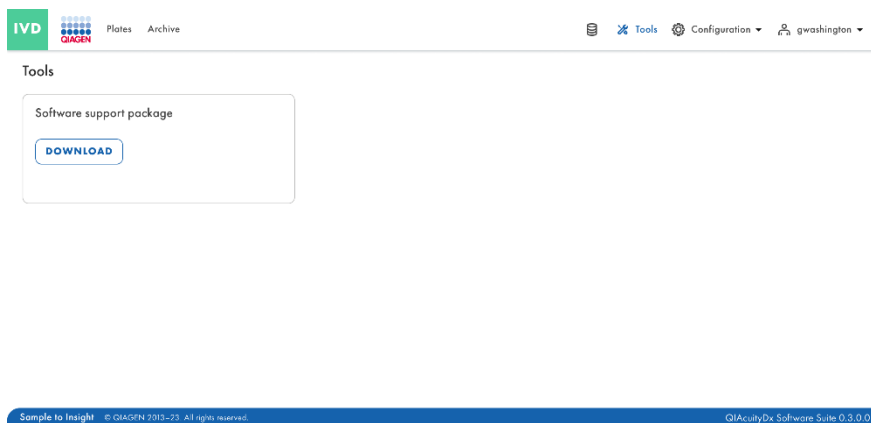 IVD QIAGEN Plates Archive Tools Configuration gwashington
Tools
Software support package
DOWNLOAD
Sample to Insight © QIAGEN 2013–23. All rights reserved. QIAcuityDx Software Suite 0.3.0.0